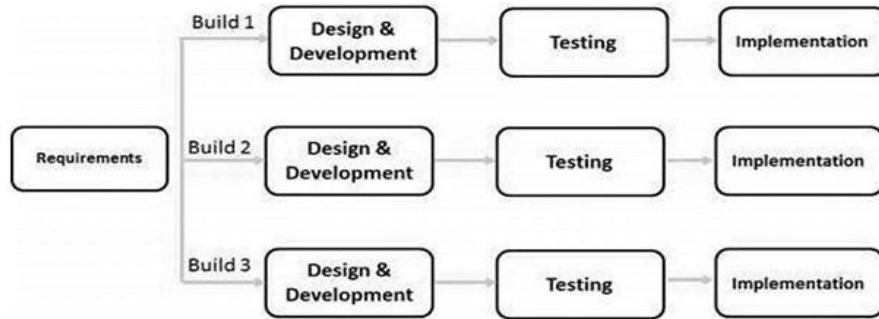 Build 1
Design &
Development
Testing
Implementation
Requirements
Build 2
Design &
Development
Testing
Implementation
Build 3
Design &
Development
Testing
Implementation